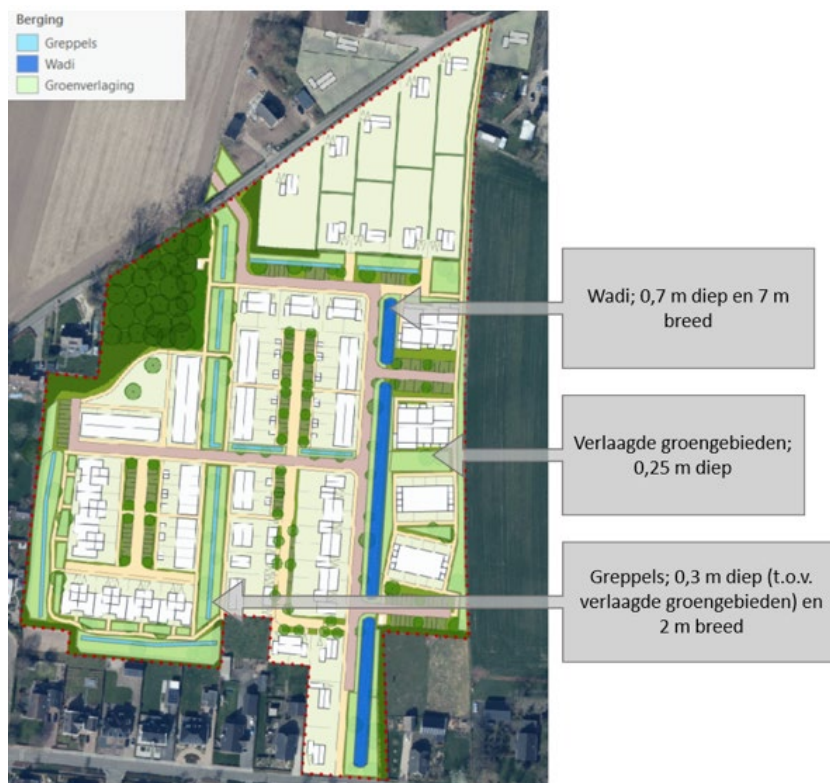 Berging
Greppels
Wadi
Groenverlaging
Wadi; 0,7 m diep en 7 m
breed
Verlaagde groengebieden;
0,25 m diep
Greppels; 0,3 m diep (t.o.v.
verlaagde groengebieden) en
2 m breed